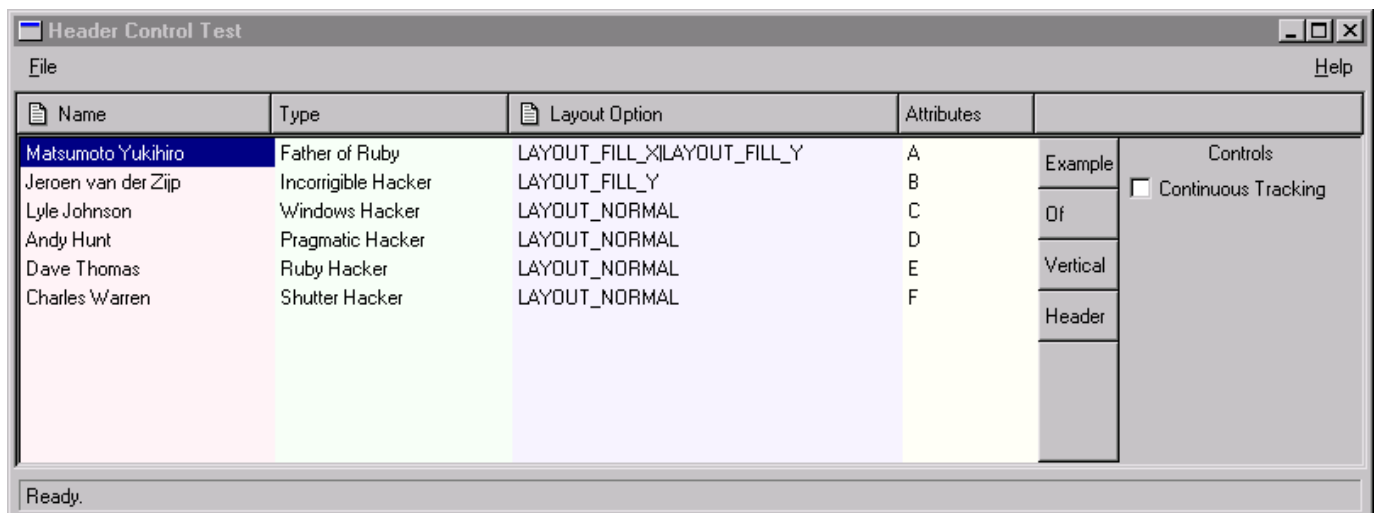 Header Control Test
File Help
Name Type Layout Option Attributes
Matsumoto Yukihiro Father of Ruby LAYOUT_FILL_X|LAYOUT_FILL_Y A
Jeroen van der Zijp Incorrigible Hacker LAYOUT_FILL_Y B
Lyle Johnson Windows Hacker LAYOUT_NORMAL C
Andy Hunt Pragmatic Hacker LAYOUT_NORMAL D
Dave Thomas Ruby Hacker LAYOUT_NORMAL E
Charles Warren Shutter Hacker LAYOUT_NORMAL F
Example
Of
Vertical
Header
Controls
Continuous Tracking
Ready.